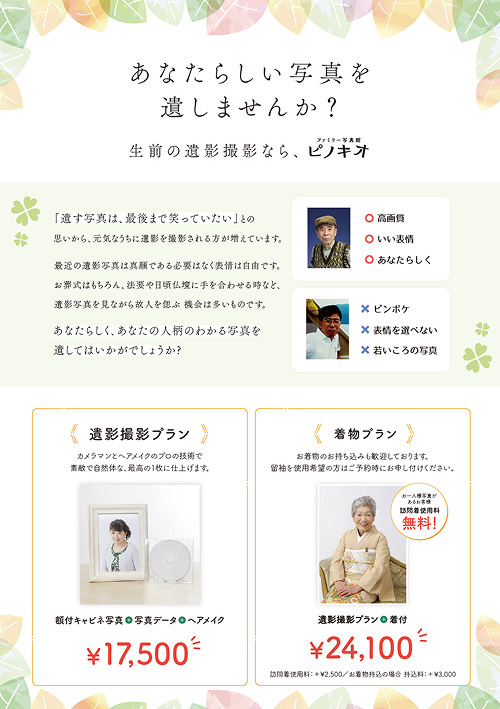 あなたらしい写真を
遺しませんか？
ファミリー写真館
生前の遺影撮影なら、ピノキオ
「遺す写真は、最後まで笑っていたい」との
思いから、元気なうちに遺影を撮影される方が増えています。
最近の遺影写真は真顔である必要はなく表情は自由です。
お葬式はもちろん、法要や日頃仏壇に手を合わせる時など、
遺影写真を見ながら故人を偲ぶ 機会は多いものです。
あなたらしく、あなたの人柄のわかる写真を
遺してはいかがでしょうか?
高画質
いい表情
あなたらしく
ピンボケ
表情を選べない
若いころの写真
遺影撮影プラン
カメラマンとヘアメイクのプロの技術で
素敵で自然体な、最高の1枚に仕上げます。
額付キャビネ写真+写真データ+ヘアメイク
¥17,500
着物プラン
お着物のお持ち込みも歓迎しております。
留袖を使用希望の方はご予約時にお申し付けください。
お一人様写真が
あるお客様
訪問着使用料
無料!
遺影撮影プラン+着付
¥24,100
訪問着使用料:+¥2,500/お着物持込の場合 持込料:+¥3,000